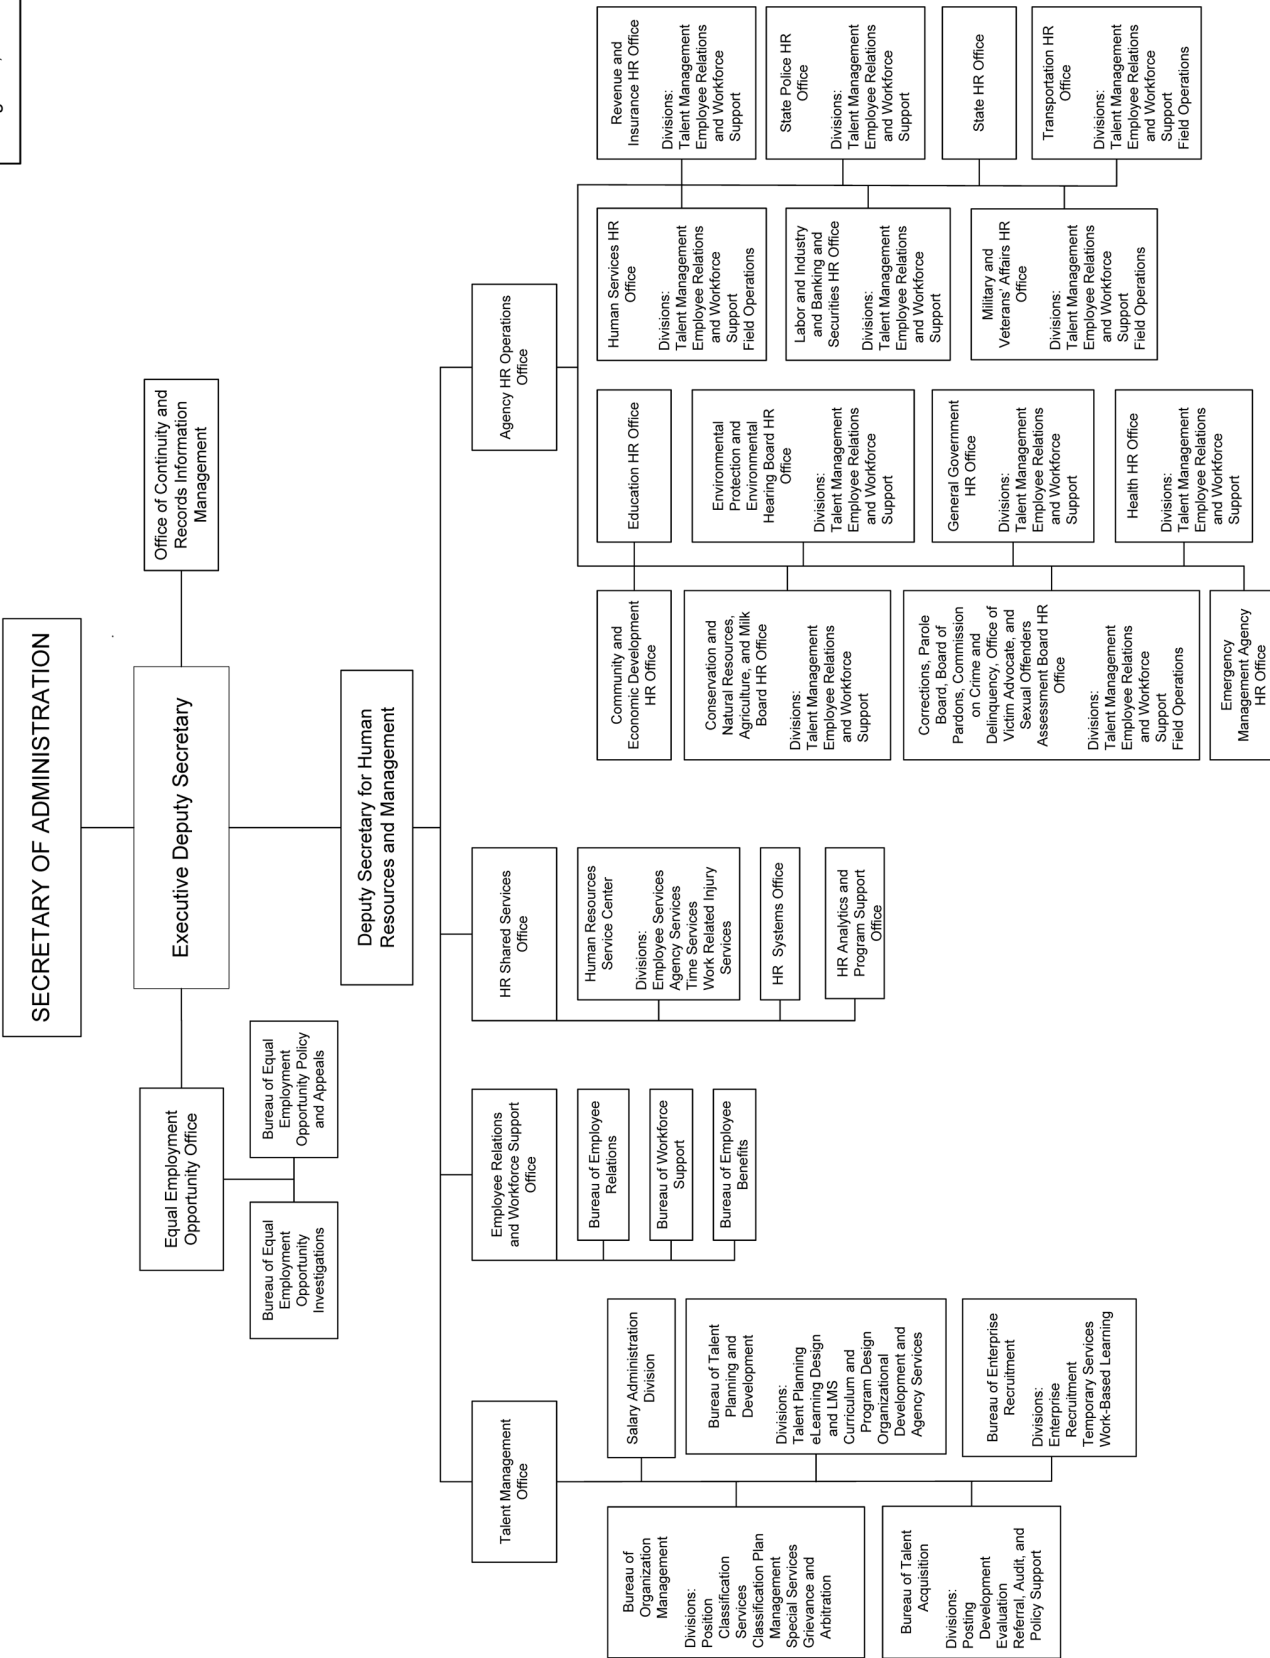 SECRETARY OF ADMINISTRATION
Executive Deputy Secretary
Equal Employment
Opportunity Office
Office of Continuity and
Records Information
Management
Bureau of Equal
Employment
Opportunity
Investigations
Bureau of Equal
Employment
Opportunity Policy
and Appeals
Deputy Secretary for Human
Resources and Management
Talent Management
Office
Bureau of
Organization
Management
Divisions:
Position
Classification
Services
Classification Plan
Management
Special Services
Grievance and
Arbitration
Salary Administration
Division
Bureau of Talent
Planning and
Development
Divisions:
Talent Planning
eLearning Design
and LMS
Curriculum and
Program Design
Organizational
Development and
Agency Services
Bureau of Talent
Acquisition
Divisions:
Posting
Development
Evaluation
Referral, Audit, and
Policy Support
Bureau of Enterprise
Recruitment
Divisions:
Enterprise
Recruitment
Temporary Services
Work-Based Learning
Employee Relations
and Workforce Support
Office
Bureau of Employee
Relations
Bureau of Workforce
Support
Bureau of Employee
Benefits
HR Shared Services
Office
Human Resources
Service Center
Divisions:
Employee Services
Agency Services
Time Services
Work Related Injury
Services
HR Systems Office
HR Analytics and
Program Support
Office
Agency HR Operations
Office
Community and
Economic Development
HR Office
Education HR Office
Conservation and
Natural Resources,
Agriculture, and Milk
Board HR Office
Divisions:
Talent Management
Employee Relations
and Workforce
Support
Environmental
Protection and
Environmental
Hearing Board HR
Office
Divisions:
Talent Management
Employee Relations
and Workforce
Support
Corrections, Parole
Board, Board of
Pardons, Commission
on Crime and
Delinquency, Office of
Victim Advocate, and
Sexual Offenders
Assessment Board HR
Office
Divisions:
Talent Management
Employee Relations
and Workforce
Support
Field Operations
General Government
HR Office
Divisions:
Talent Management
Employee Relations
and Workforce
Support
Emergency
Management Agency
HR Office
Health HR Office
Divisions:
Talent Management
Employee Relations
and Workforce
Support
Human Services HR
Office
Divisions:
Talent Management
Employee Relations
and Workforce
Support
Field Operations
Revenue and
Insurance HR Office
Divisions:
Talent Management
Employee Relations
and Workforce
Support
Labor and Industry
and Banking and
Securities HR Office
Divisions:
Talent Management
Employee Relations
and Workforce
Support
State Police HR
Office
Divisions:
Talent Management
Employee Relations
and Workforce
Support
Military and
Veterans' Affairs HR
Office
Divisions:
Talent Management
Employee Relations
and Workforce
Support
Field Operations
State HR Office
Transportation HR
Office
Divisions:
Talent Management
Employee Relations
and Workforce
Support
Field Operations